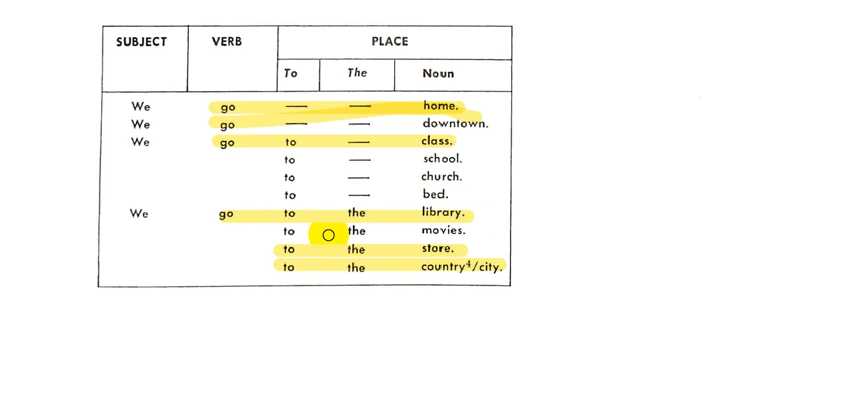 SUBJECT VERB PLACE
To The Noun
We go — — home.
We go — — downtown.
We go to — class.
to — school.
to — church.
to — bed.
We go to the library.
to the movies.
to the store.
to the country⁴/city.